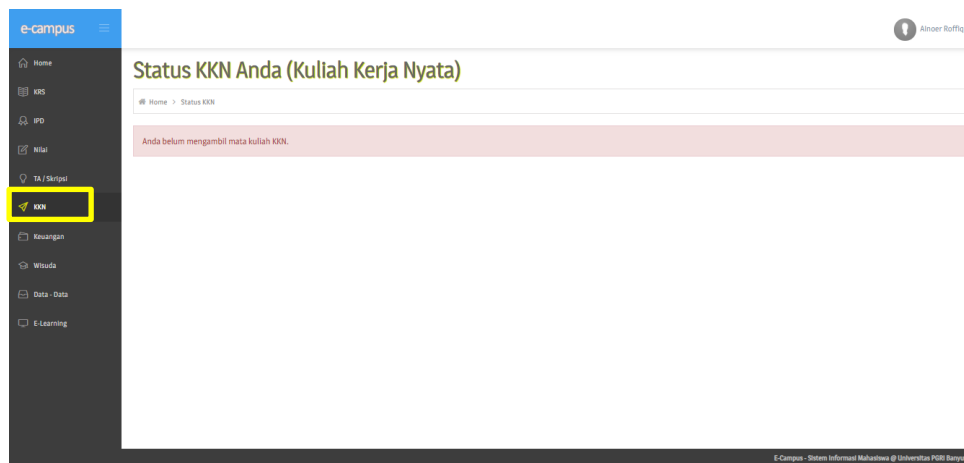 e-campus
Ainoer Roffiq
Home
KRS
IPD
Nilai
TA / Skripsi
KKN
Keuangan
Wisuda
Data - Data
E-Learning
Status KKN Anda (Kuliah Kerja Nyata)
Home > Status KKN
Anda belum mengambil mata kuliah KKN.
E-Campus - Sistem Informasi Mahasiswa @ Universitas PGRI Banyu